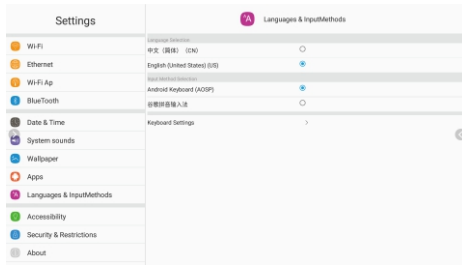 Settings
Wi-Fi
Ethernet
Wi-Fi Ap
BlueTooth
Date & Time
System sounds
Wallpaper
Apps
Languages & InputMethods
Accessibility
Security & Restrictions
About
Languages & InputMethods
Language Selection
中文 (简体) (CN)
English (United States) (US)
Input Method Selection
Android Keyboard (AOSP)
谷歌拼音输入法
Keyboard Settings